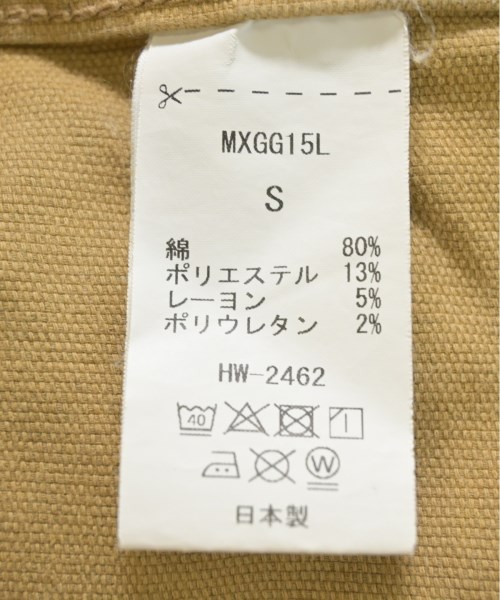 MXGG15L
S
綿 80%
ポリエステル 13%
レーヨン 5%
ポリウレタン 2%
HW-2462
40
W
日本製